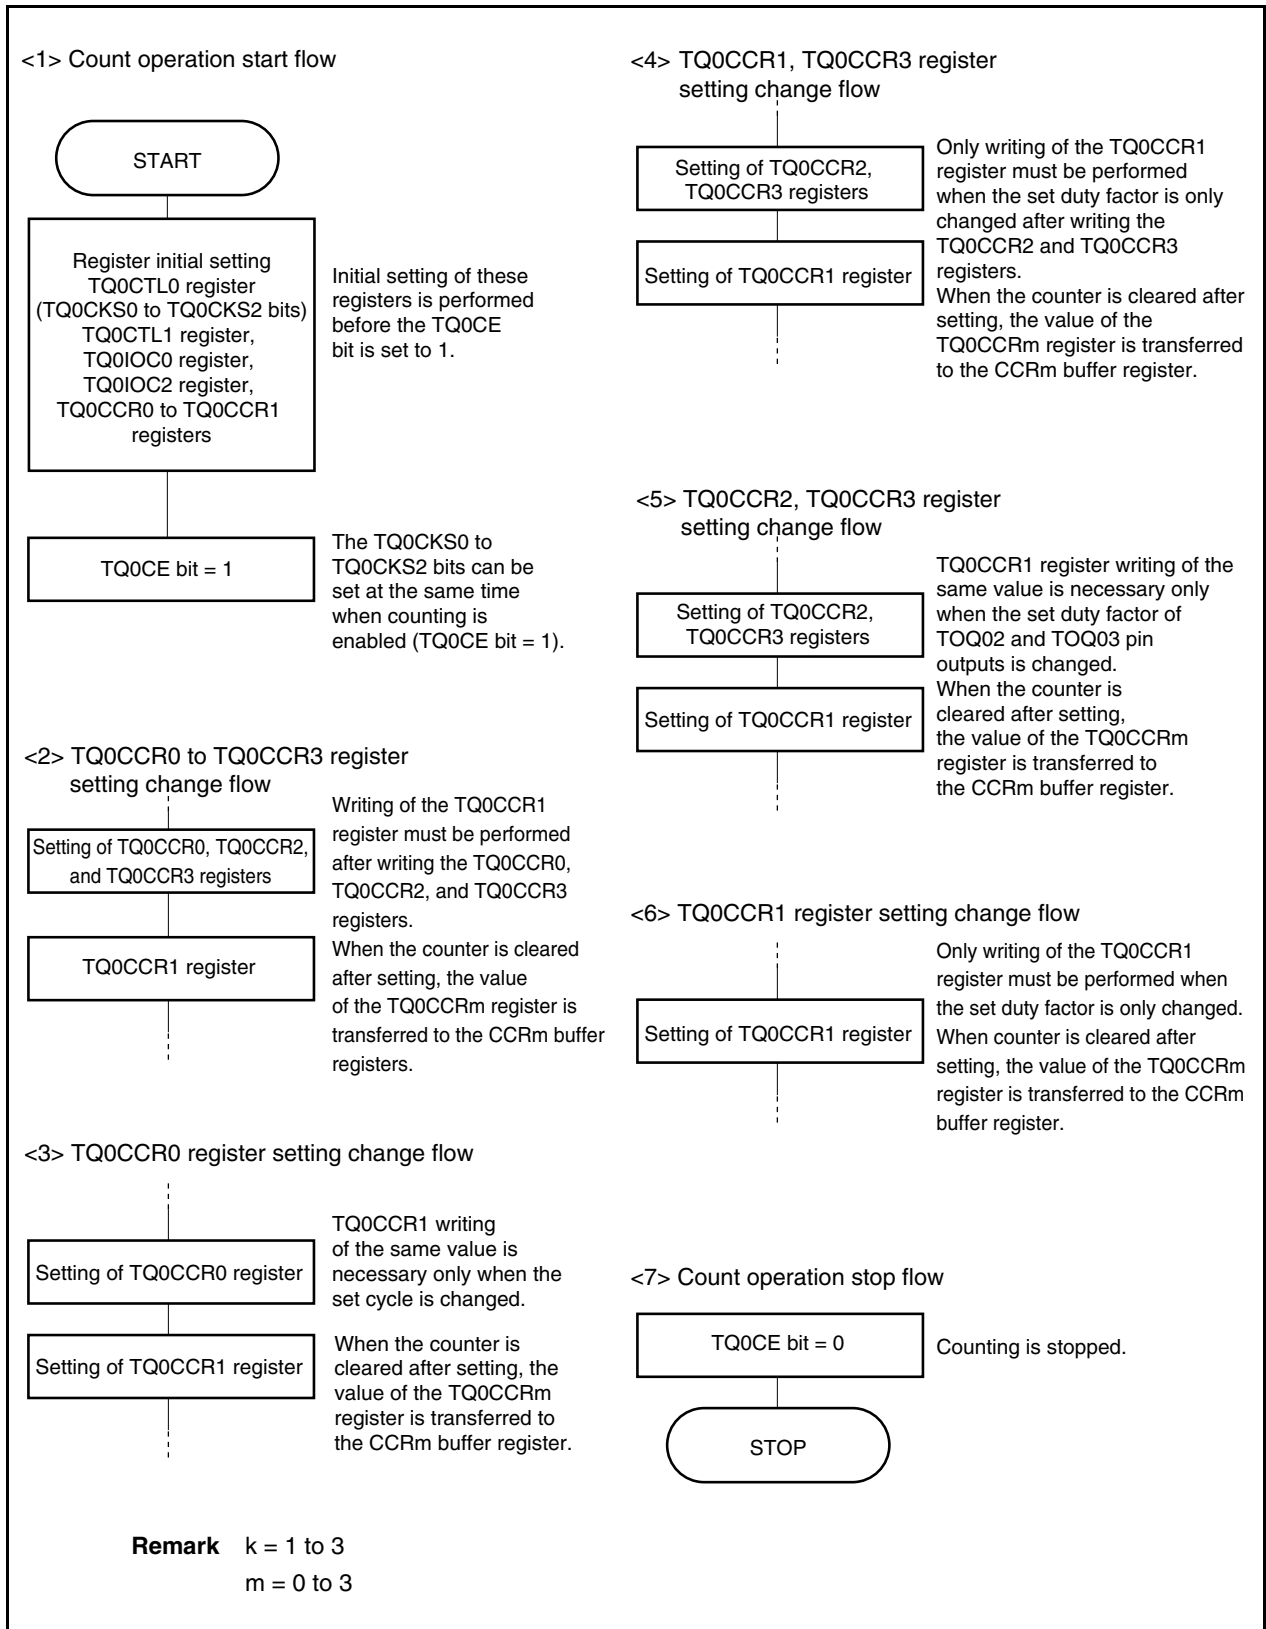 <1> Count operation start flow
START
Register initial setting
TQ0CTL0 register
(TQ0CKS0 to TQ0CKS2 bits)
TQ0CTL1 register,
TQ0IOC0 register,
TQ0IOC2 register,
TQ0CCR0 to TQ0CCR1
registers
Initial setting of these
registers is performed
before the TQ0CE
bit is set to 1.
TQ0CE bit = 1
The TQ0CKS0 to
TQ0CKS2 bits can be
set at the same time
when counting is
enabled (TQ0CE bit = 1).
<2> TQ0CCR0 to TQ0CCR3 register
setting change flow
Setting of TQ0CCR0, TQ0CCR2,
and TQ0CCR3 registers
TQ0CCR1 register
Writing of the TQ0CCR1
register must be performed
after writing the TQ0CCR0,
TQ0CCR2, and TQ0CCR3
registers.
When the counter is cleared
after setting, the value
of the TQ0CCRm register is
transferred to the CCRm buffer
registers.
<3> TQ0CCR0 register setting change flow
Setting of TQ0CCR0 register
TQ0CCR1 writing
of the same value is
necessary only when the
set cycle is changed.
Setting of TQ0CCR1 register
When the counter is
cleared after setting, the
value of the TQ0CCRm
register is transferred to
the CCRm buffer register.
<4> TQ0CCR1, TQ0CCR3 register
setting change flow
Setting of TQ0CCR2,
TQ0CCR3 registers
Setting of TQ0CCR1 register
Only writing of the TQ0CCR1
register must be performed
when the set duty factor is only
changed after writing the
TQ0CCR2 and TQ0CCR3
registers.
When the counter is cleared after
setting, the value of the
TQ0CCRm register is transferred
to the CCRm buffer register.
<5> TQ0CCR2, TQ0CCR3 register
setting change flow
Setting of TQ0CCR2,
TQ0CCR3 registers
Setting of TQ0CCR1 register
TQ0CCR1 register writing of the
same value is necessary only
when the set duty factor of
TOQ02 and TOQ03 pin
outputs is changed.
When the counter is
cleared after setting,
the value of the TQ0CCRm
register is transferred to
the CCRm buffer register.
<6> TQ0CCR1 register setting change flow
Setting of TQ0CCR1 register
Only writing of the TQ0CCR1
register must be performed when
the set duty factor is only changed.
When counter is cleared after
setting, the value of the TQ0CCRm
register is transferred to the CCRm
buffer register.
<7> Count operation stop flow
TQ0CE bit = 0
Counting is stopped.
STOP
Remark k = 1 to 3
m = 0 to 3